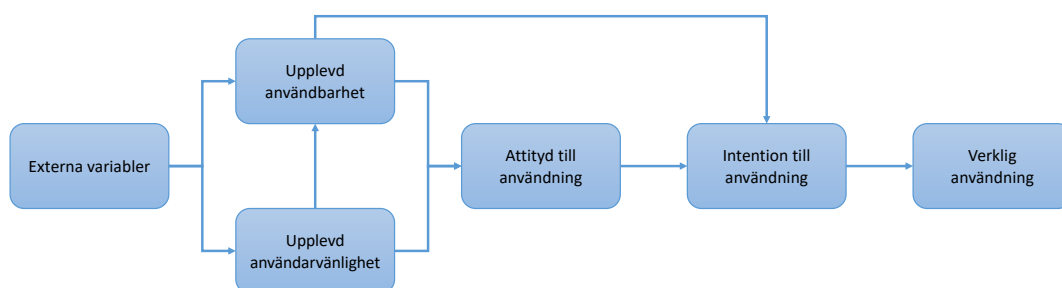 Upplevd
användbarhet
Externa variabler
Attityd till
användning
Intention till
användning
Verklig
användning
Upplevd
användarvänlighet